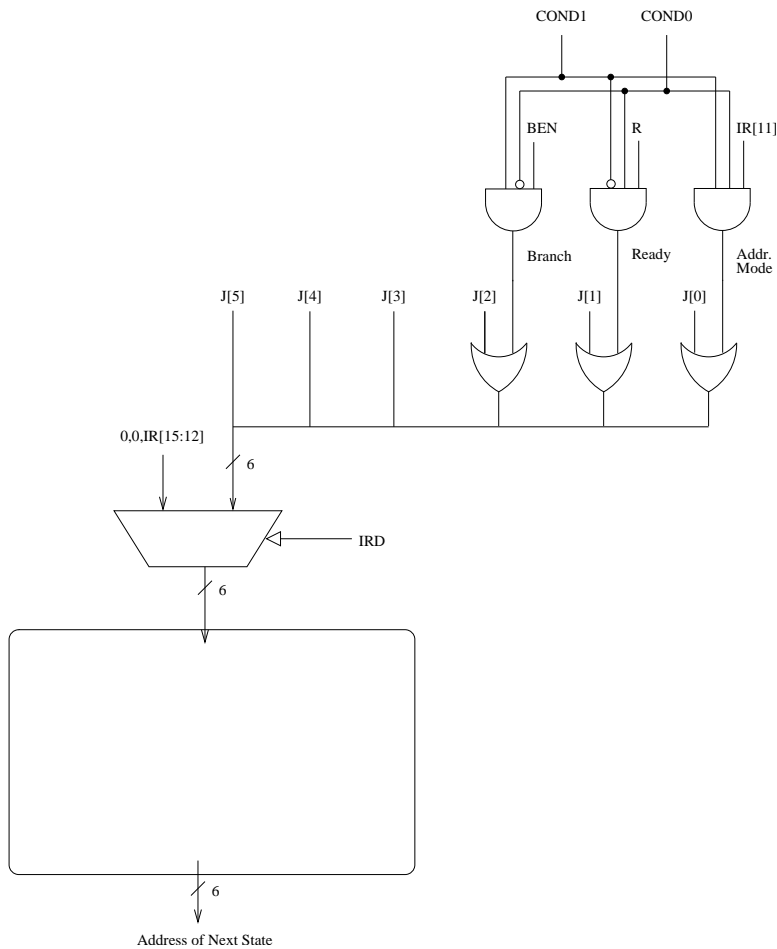 COND1 COND0
BEN R IR[11]
Branch Ready Addr.
Mode
J[5] J[4] J[3] J[2] J[1] J[0]
0,0,IR[15:12]
6
IRD
6
6
Address of Next State